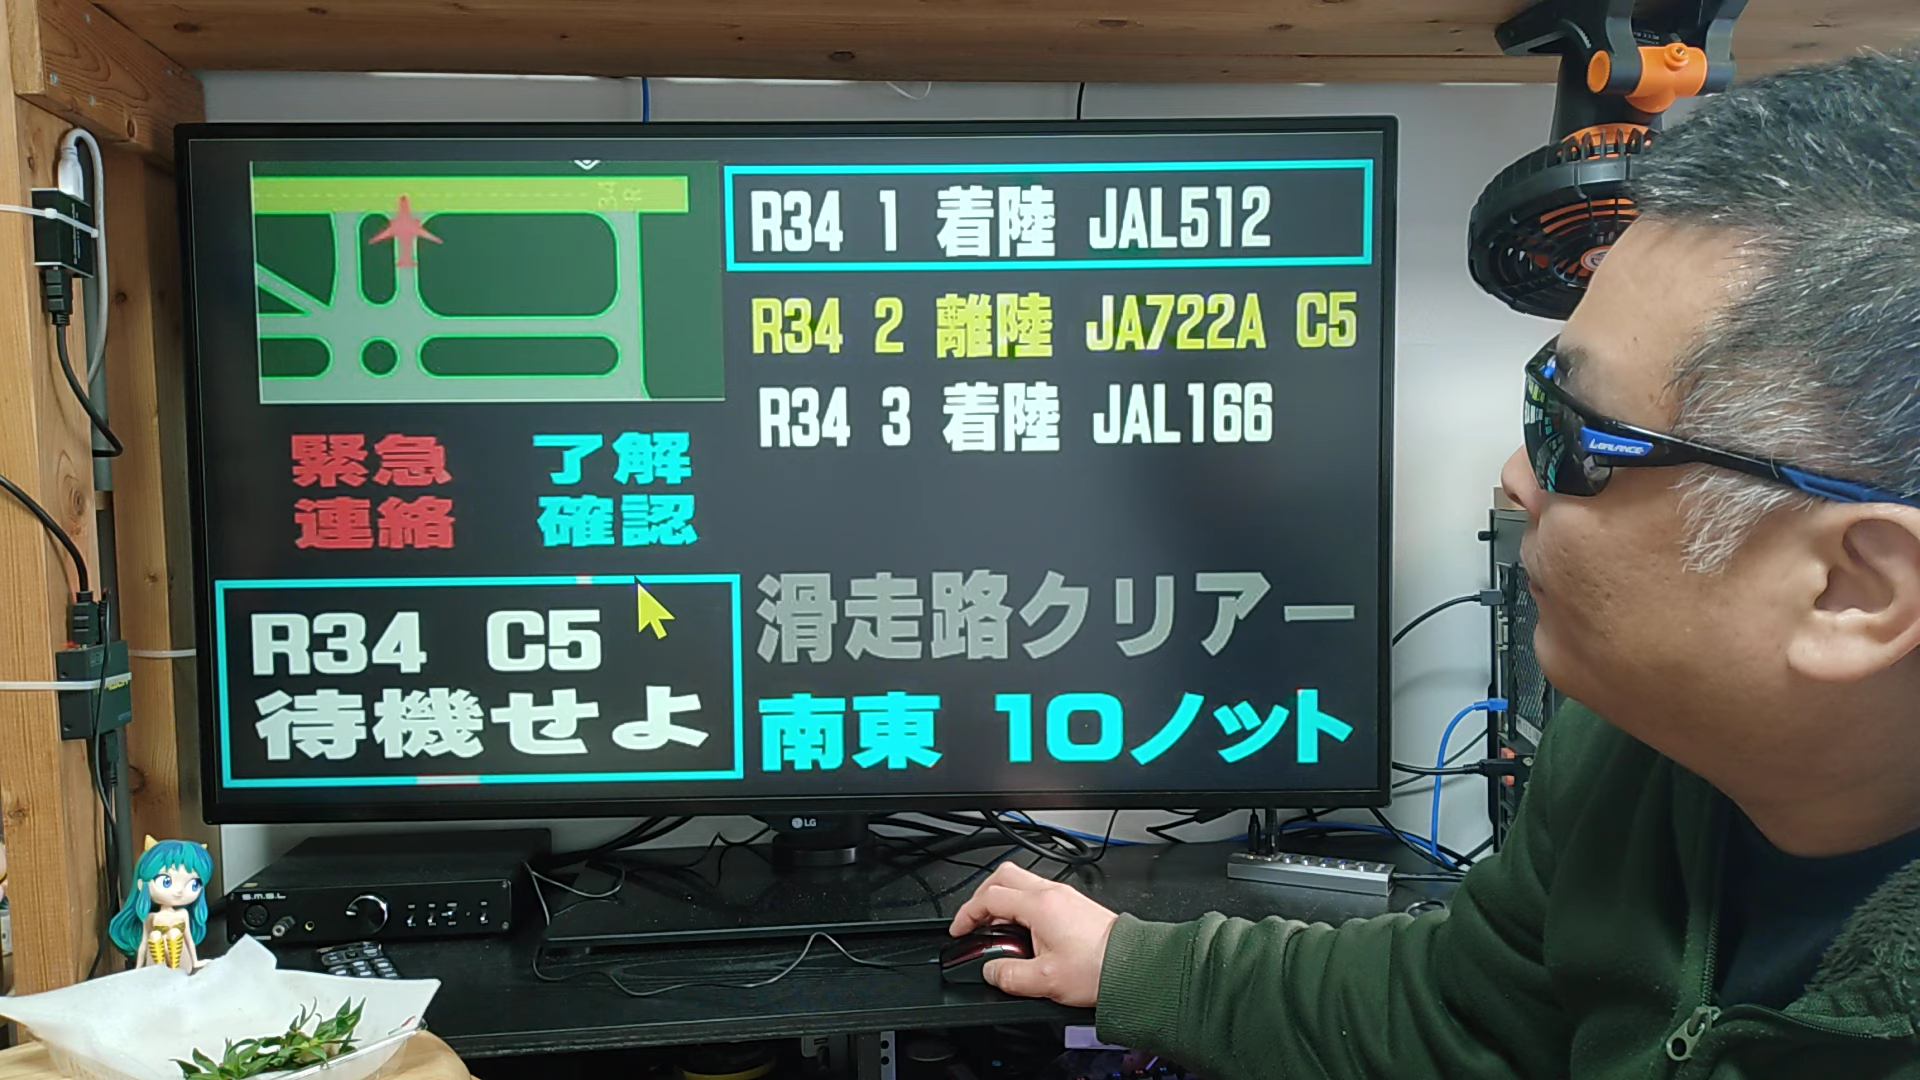 34
R
R34 1 着陸 JAL512
R34 2 離陸 JA722A C5
R34 3 着陸 JAL166
緊急
連絡
了解
確認
R34 C5
待機せよ
滑走路クリアー
南東 10ノット
LG
S.M.S.L
L-BALANCE